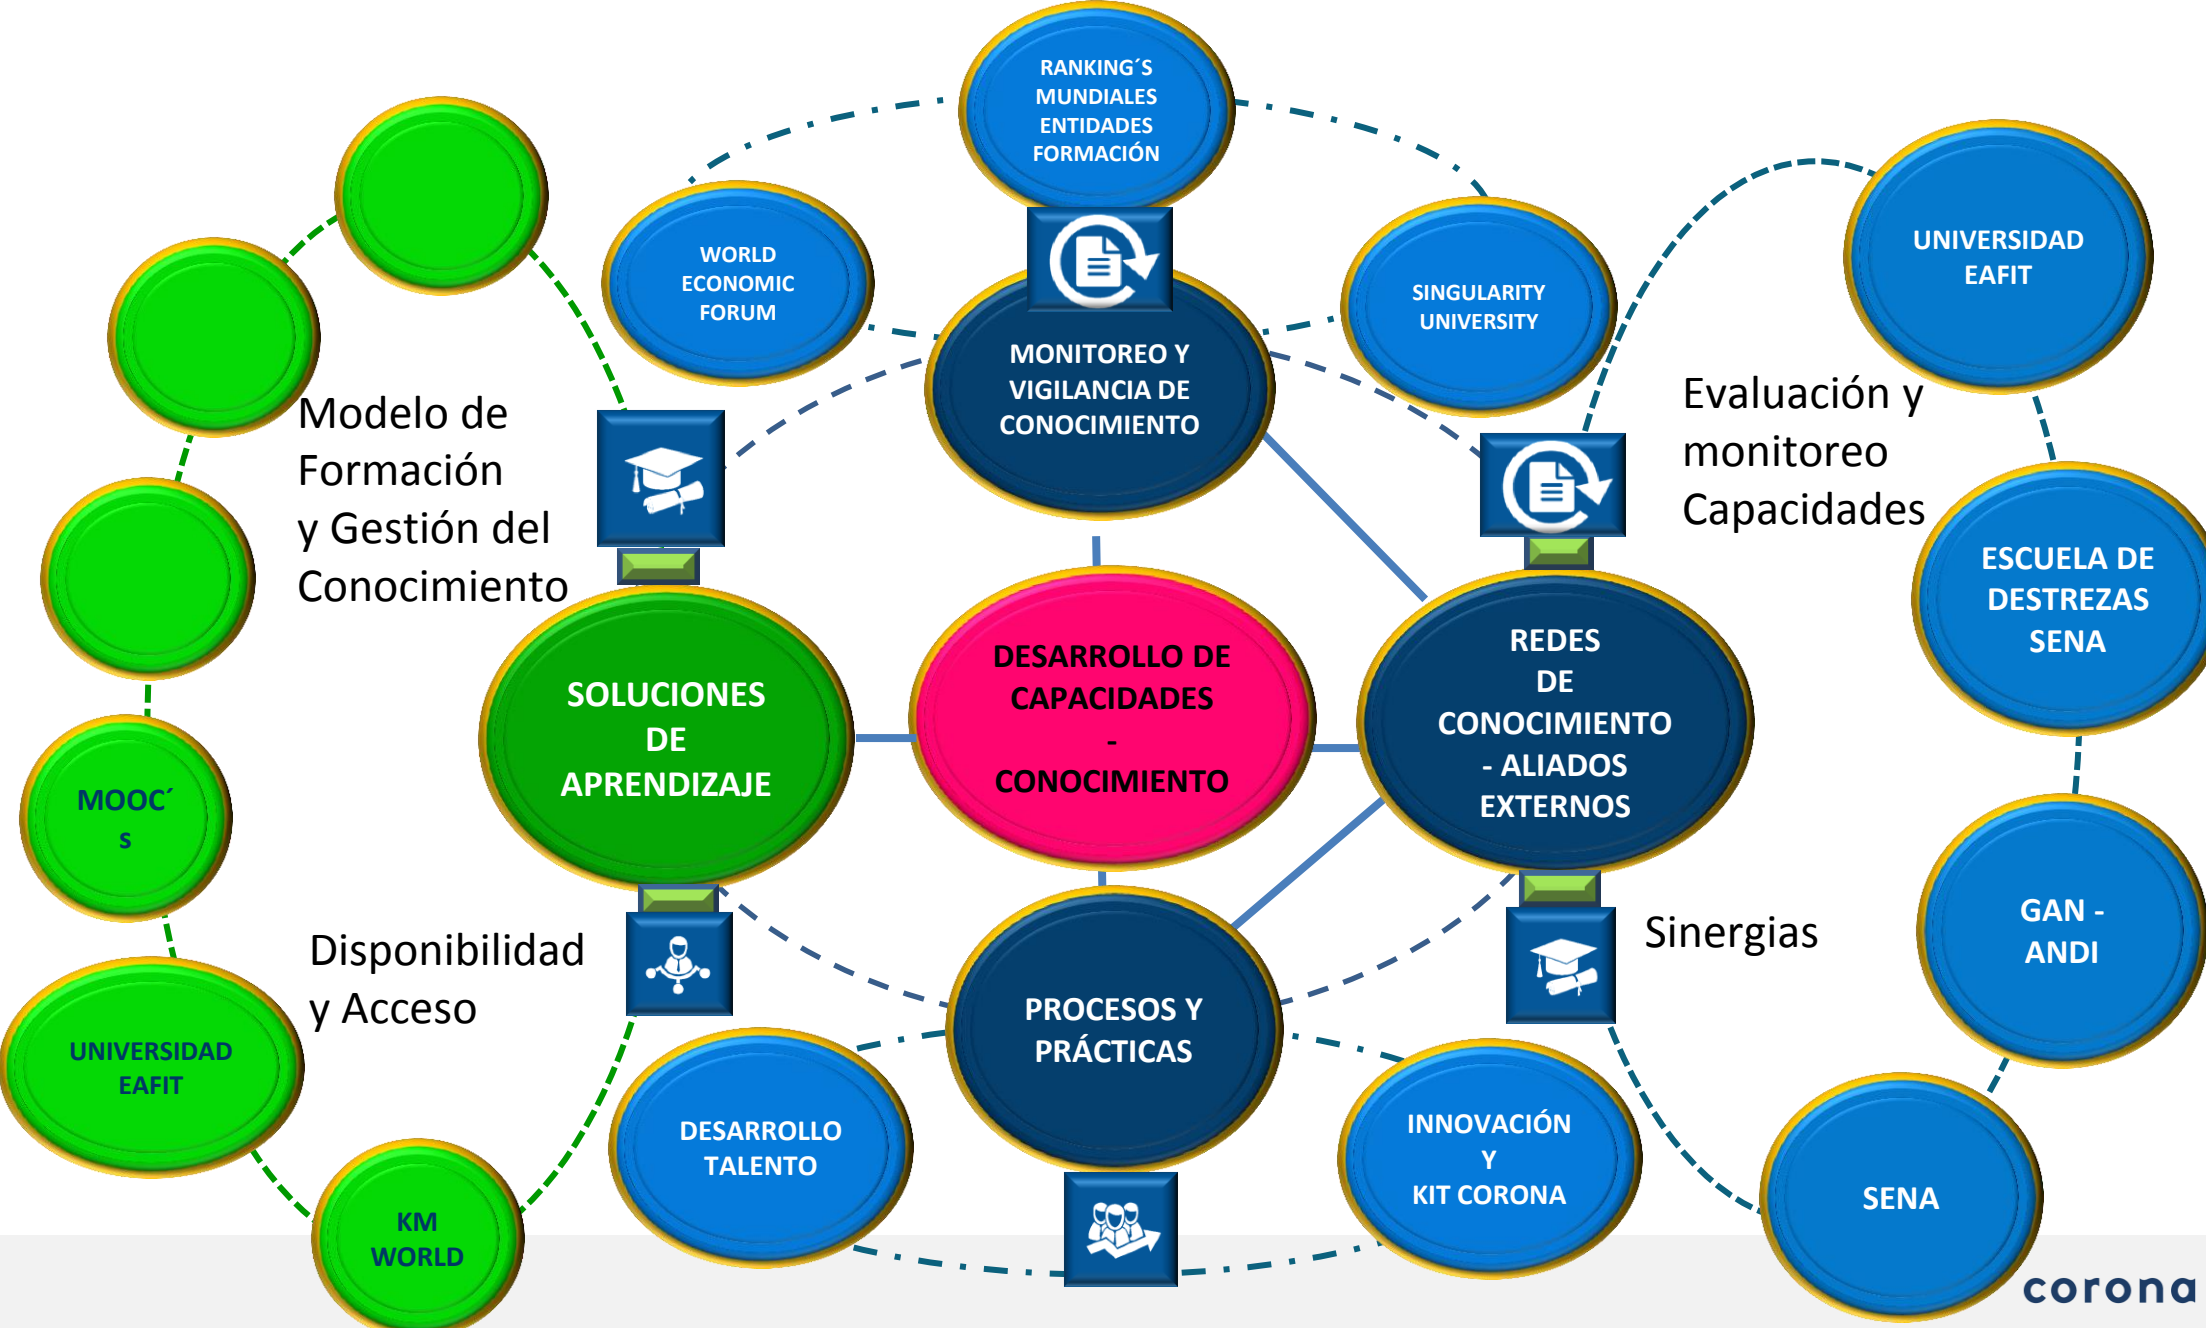 RANKING´S
MUNDIALES
ENTIDADES
FORMACIÓN
WORLD
ECONOMIC
FORUM
SINGULARITY
UNIVERSITY
UNIVERSIDAD
EAFIT
MONITOREO Y
VIGILANCIA DE
CONOCIMIENTO
Modelo de
Formación
y Gestión del
Conocimiento
Evaluación y
monitoreo
Capacidades
ESCUELA DE
DESTREZAS
SENA
SOLUCIONES
DE
APRENDIZAJE
DESARROLLO DE
CAPACIDADES
-
CONOCIMIENTO
REDES
DE
CONOCIMIENTO
- ALIADOS
EXTERNOS
MOOC´
S
GAN -
ANDI
Disponibilidad
y Acceso
Sinergias
UNIVERSIDAD
EAFIT
PROCESOS Y
PRÁCTICAS
DESARROLLO
TALENTO
INNOVACIÓN
Y
KIT CORONA
SENA
KM
WORLD
corona